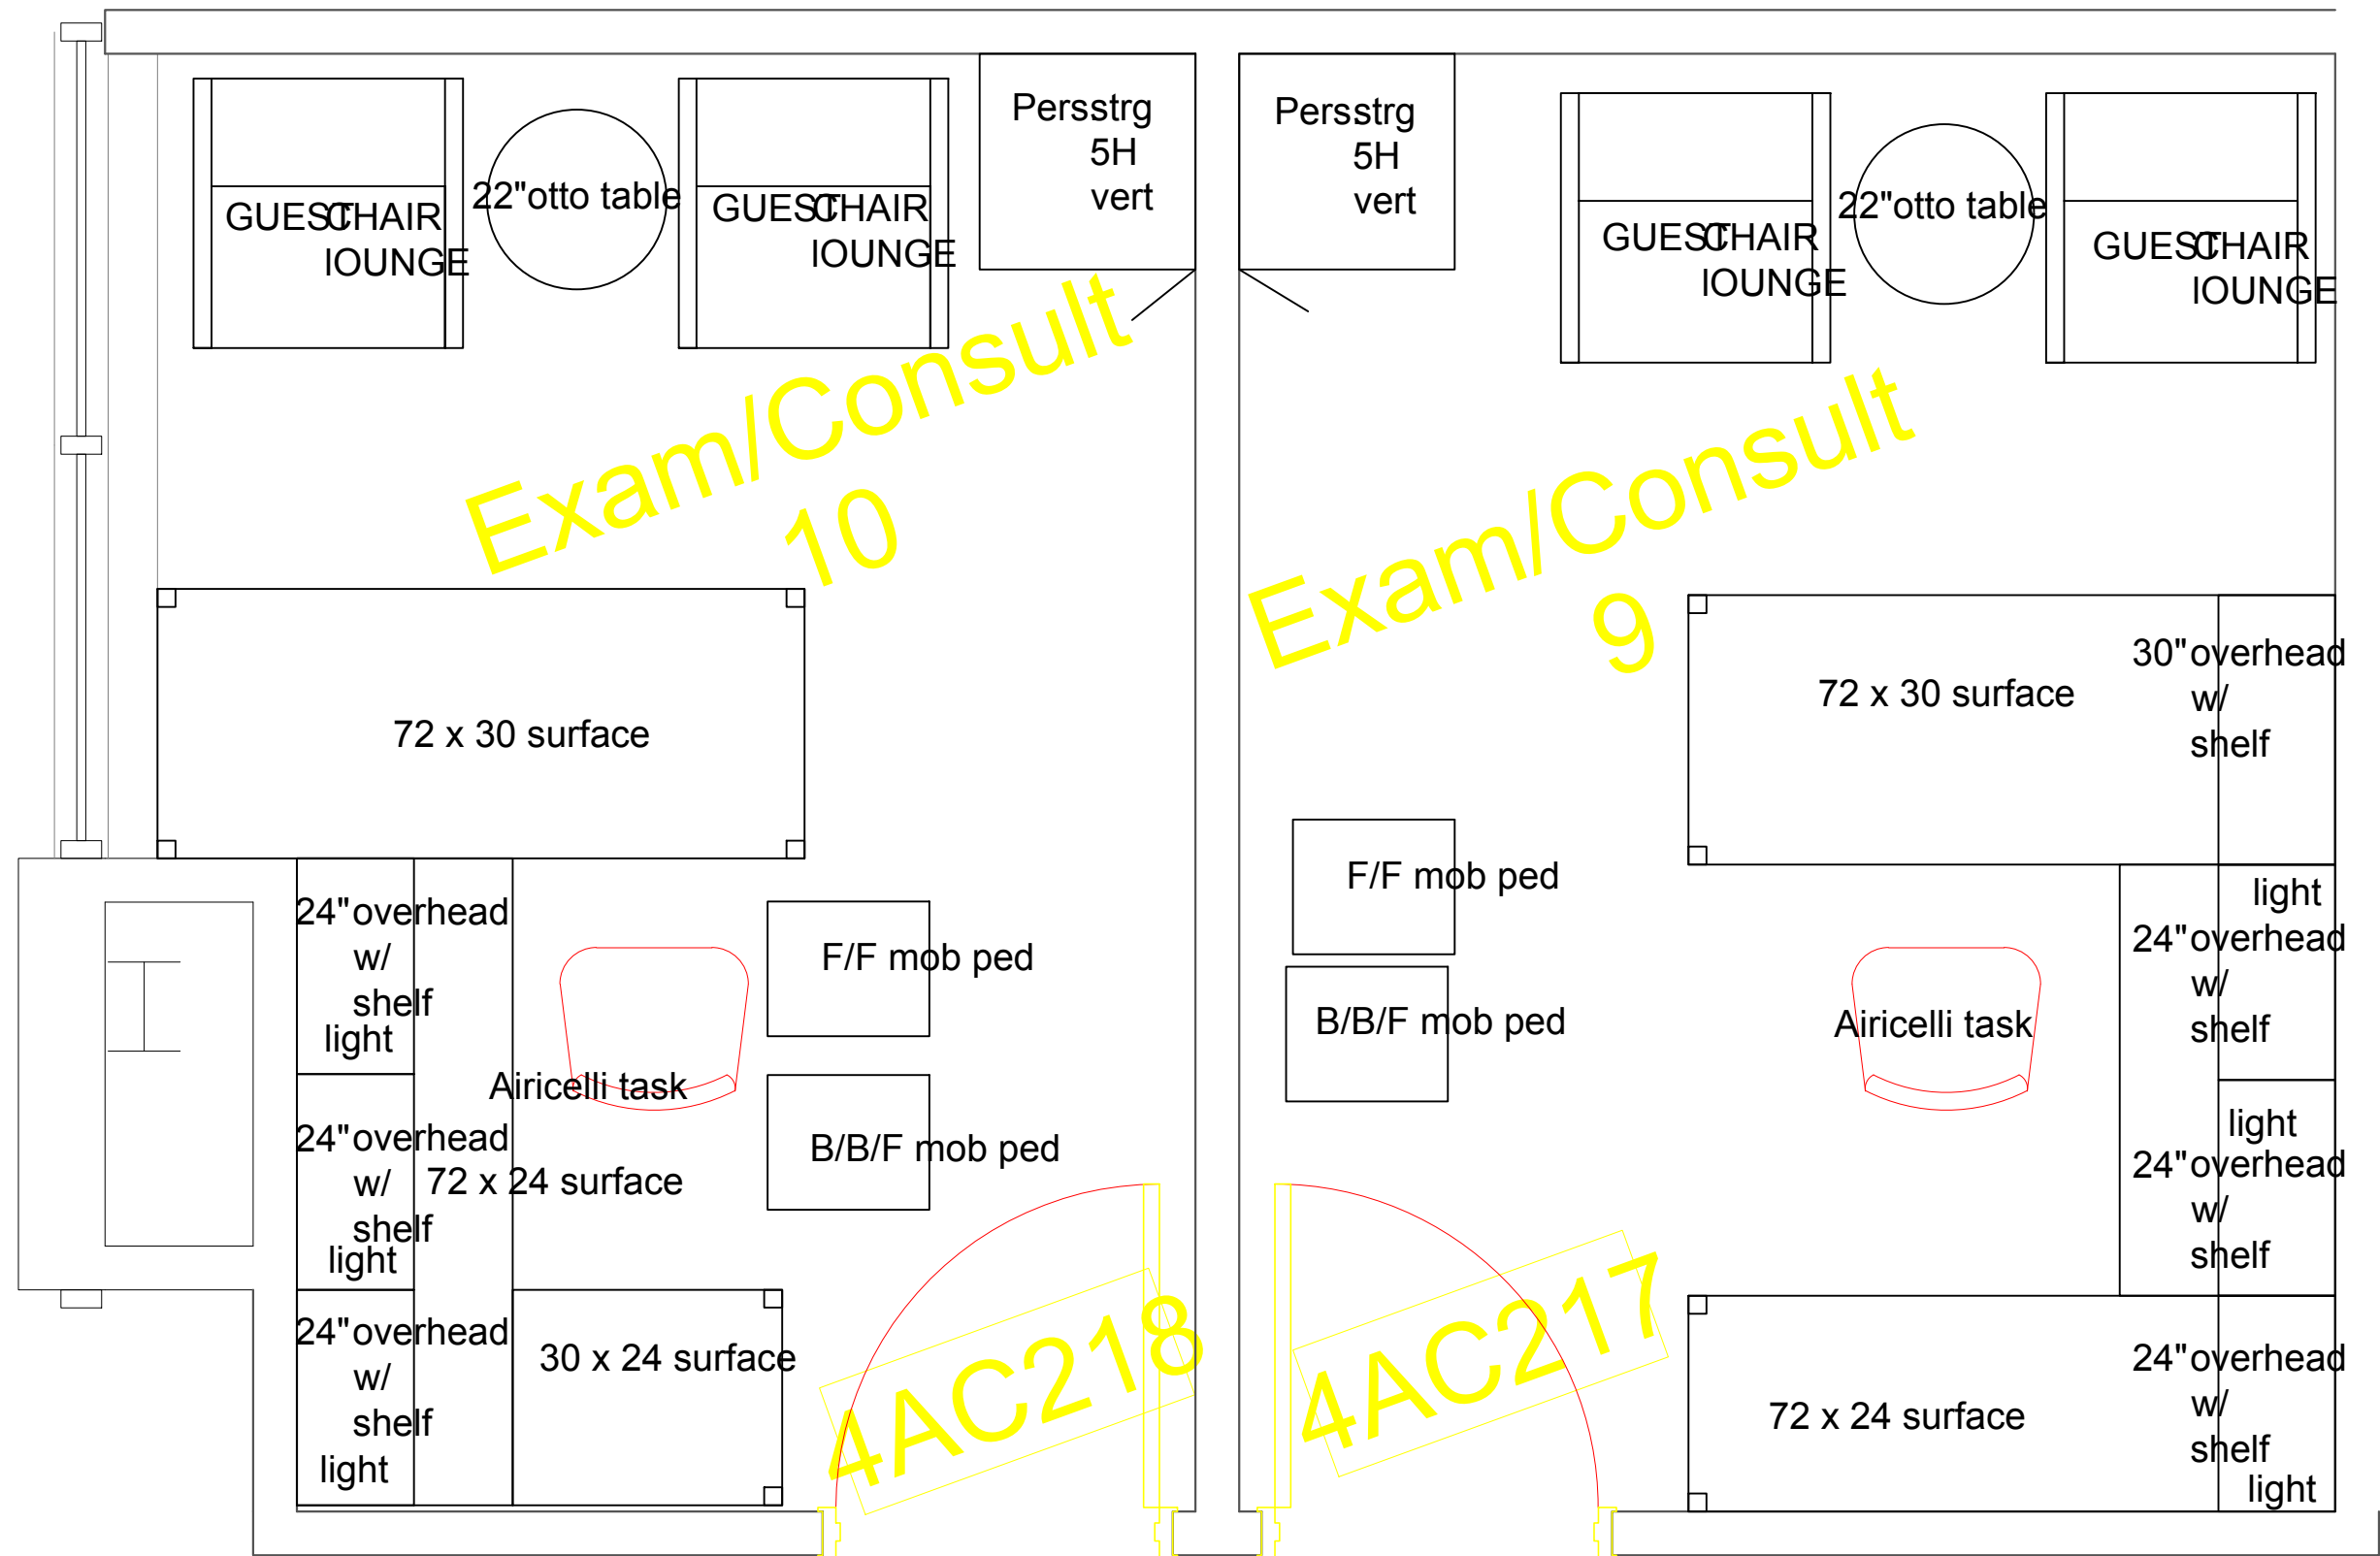 Persstrg
5H
vert
Persstrg
5H
vert
GUEST CHAIR
lOUNGE
22"otto table
GUEST CHAIR
lOUNGE
GUEST CHAIR
lOUNGE
22"otto table
GUEST CHAIR
lOUNGE
Exam/Consult
10
Exam/Consult
9
72 x 30 surface
72 x 30 surface
30"overhead
w/
shelf
24"overhead
w/
shelf
light
F/F mob ped
Airicelli task
24"overhead
w/
shelf
light
72 x 24 surface
B/B/F mob ped
24"overhead
w/
shelf
light
30 x 24 surface
4AC218
F/F mob ped
B/B/F mob ped
Airicelli task
light
24"overhead
w/
shelf
light
24"overhead
w/
shelf
4AC217
72 x 24 surface
24"overhead
w/
shelf
light